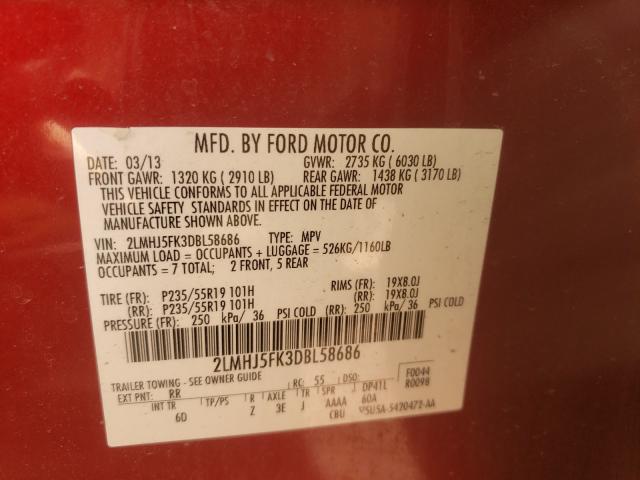 MFD. BY FORD MOTOR CO.
DATE: 03/13 GVWR: 2735 KG ( 6030 LB)
FRONT GAWR: 1320 KG ( 2910 LB) REAR GAWR: 1438 KG ( 3170 LB)
THIS VEHICLE CONFORMS TO ALL APPLICABLE FEDERAL MOTOR
VEHICLE SAFETY STANDARDS IN EFFECT ON THE DATE OF
MANUFACTURE SHOWN ABOVE.
VIN: 2LMHJ5FK3DBL58686 TYPE: MPV
MAXIMUM LOAD = OCCUPANTS + LUGGAGE = 526KG/1160LB
OCCUPANTS = 7 TOTAL; 2 FRONT, 5 REAR
TIRE (FR): P235/55R19 101H RIMS (FR): 19X8.0J
(RR): P235/55R19 101H (RR): 19X8.0J
PRESSURE (FR): 250 kPa/ 36 PSI COLD (RR): 250 kPa/ 36 PSI COLD
2LMHJ5FK3DBL58686
TRAILER TOWING - SEE OWNER GUIDE
RC: 55 DSO: F0044
EXT PNT: RR R0098
INT TR TP/PS R AXLE TR SPR DP41L
6D Z 3E J AAAA 60A
CBU 5U5A-5420472-AA